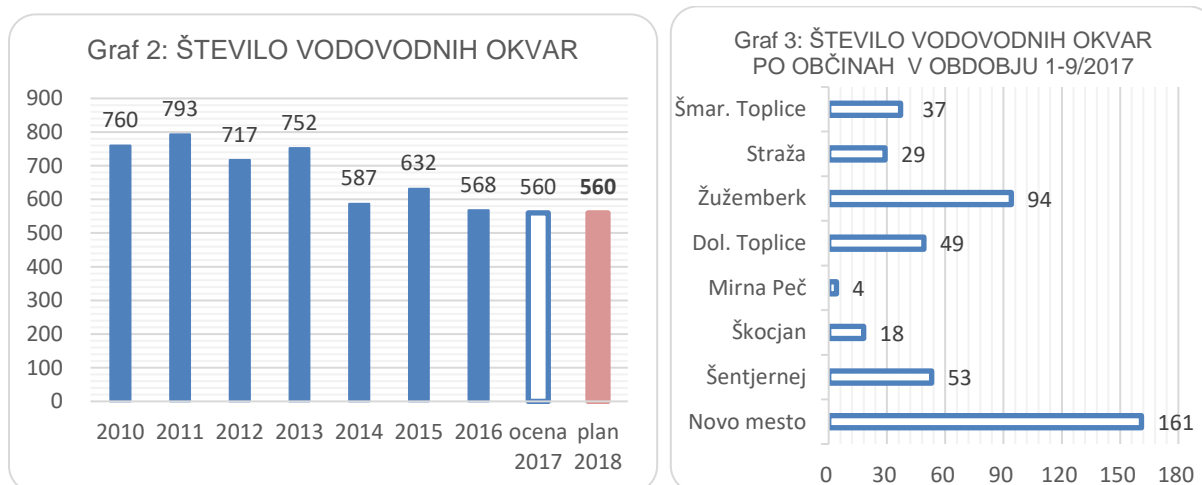 Graf 2: ŠTEVILO VODOVODNIH OKVAR
900
800
700
600
500
400
300
200
100
0
760
793
717
752
587
632
568
560
560
2010 2011 2012 2013 2014 2015 2016 ocena plan
2017 2018
Graf 3: ŠTEVILO VODOVODNIH OKVAR
PO OBČINAH V OBDOBJU 1-9/2017
Šmar. Toplice 37
Straža 29
Žužemberk 94
Dol. Toplice 49
Mirna Peč 4
Škocjan 18
Šentjernej 53
Novo mesto 161
0 30 60 90 120 150 180